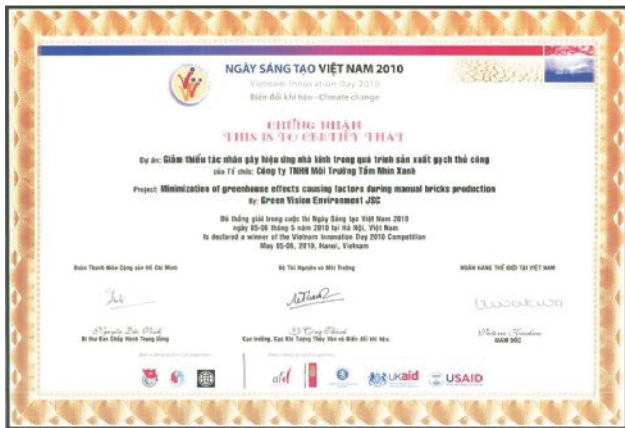 NGÀY SÁNG TẠO VIỆT NAM 2010
Vietnam Innovation Day 2010
Biến đổi khí hậu - Climate change
CHỨNG NHẬN
THIS IS TO CERTIFY THAT
Dự án: Giảm thiểu tác nhân gây hiệu ứng nhà kính trong quá trình sản xuất gạch thủ công
của Tổ chức: Công ty TNHH Môi Trường Tầm Nhìn Xanh
Project: Minimization of greenhouse effects causing factors during manual bricks production
By: Green Vision Environment JSC
Đã thắng giải trong cuộc thi Ngày Sáng tạo Việt Nam 2010
ngày 05-06 tháng 5 năm 2010 tại Hà Nội, Việt Nam
Is declared a winner of the Vietnam Innovation Day 2010 Competition
May 05-06, 2010, Hanoi, Vietnam
Đoàn Thanh Niên Cộng sản Hồ Chí Minh
Bộ Tài Nguyên và Môi Trường
NGÂN HÀNG THẾ GIỚI TẠI VIỆT NAM
Bí thư Ban Chấp Hành Trung Ương
Cục trưởng, Cục Khí Tượng Thủy Văn và Biến đổi khí hậu.
GIÁM ĐỐC
afd
UKaid
USAID